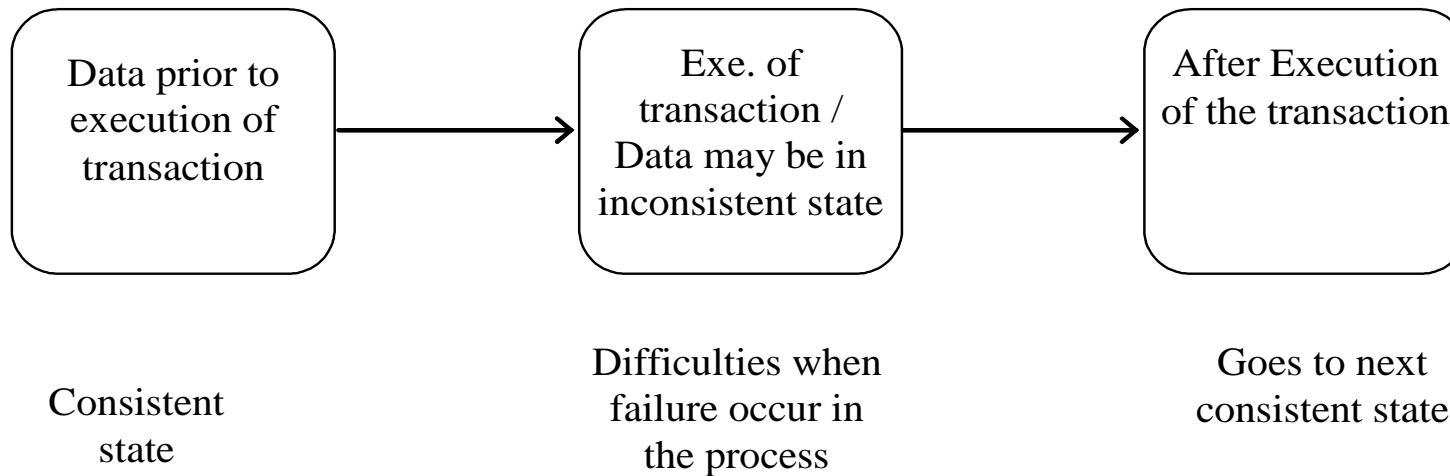 Data prior to
execution of
transaction
Exe. of
transaction /
Data may be in
inconsistent state
After Execution
of the transaction
Consistent
state
Difficulties when
failure occur in
the process
Goes to next
consistent state